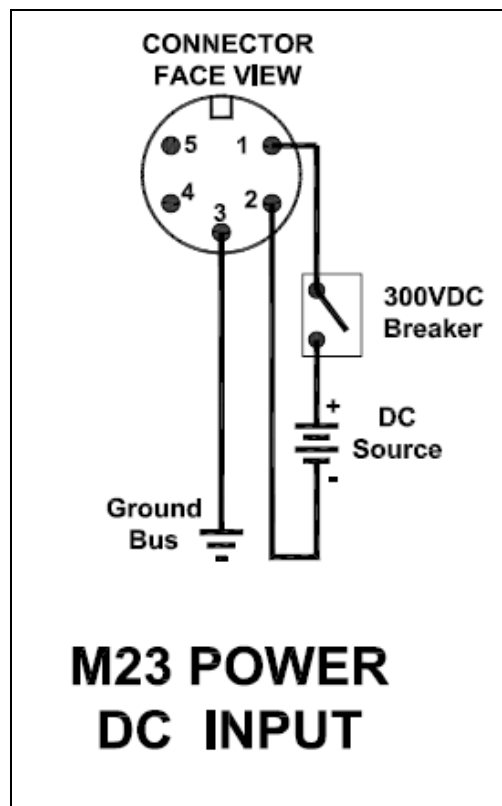 CONNECTOR
FACE VIEW
5
1
4
2
3
300VDC
Breaker
+
DC
Source
-
Ground
Bus
M23 POWER
DC INPUT